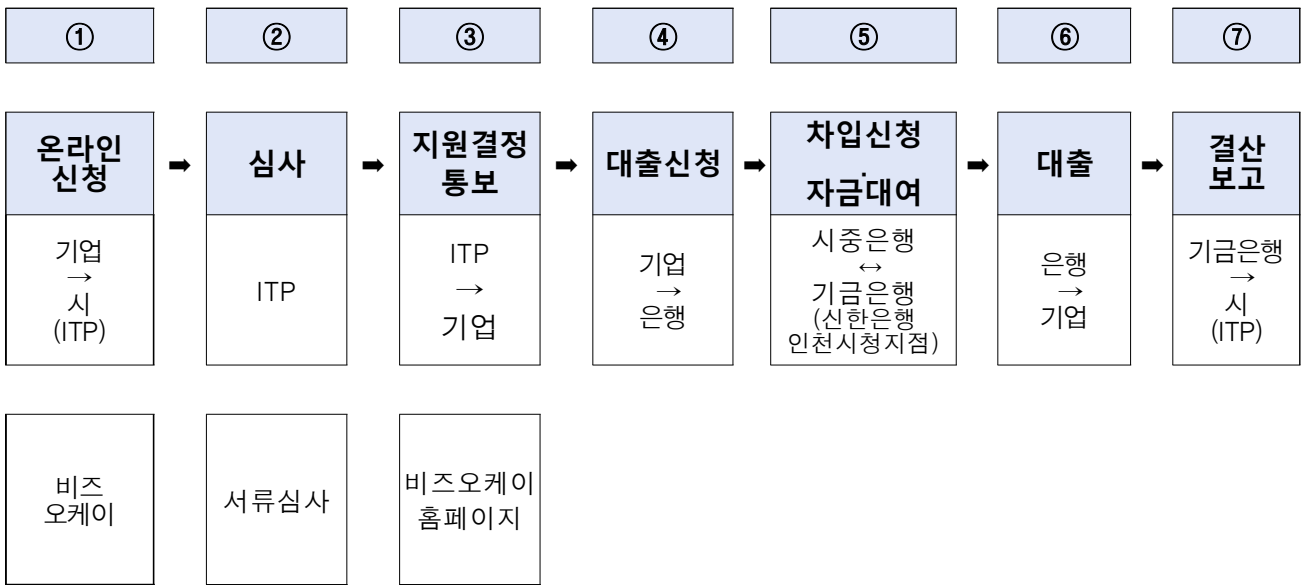 ① ② ③ ④ ⑤ ⑥ ⑦
온라인
신청
➡
심사
➡
지원결정
통보
➡
대출신청
➡
차입신청
·
자금대여
➡
대출
➡
결산
보고
기업
→
시
(ITP)
ITP
ITP
→
기업
기업
→
은행
시중은행
↔
기금은행
(신한은행
인천시청지점)
은행
→
기업
기금은행
→
시
(ITP)
비즈
오케이
서류심사
비즈오케이
홈페이지